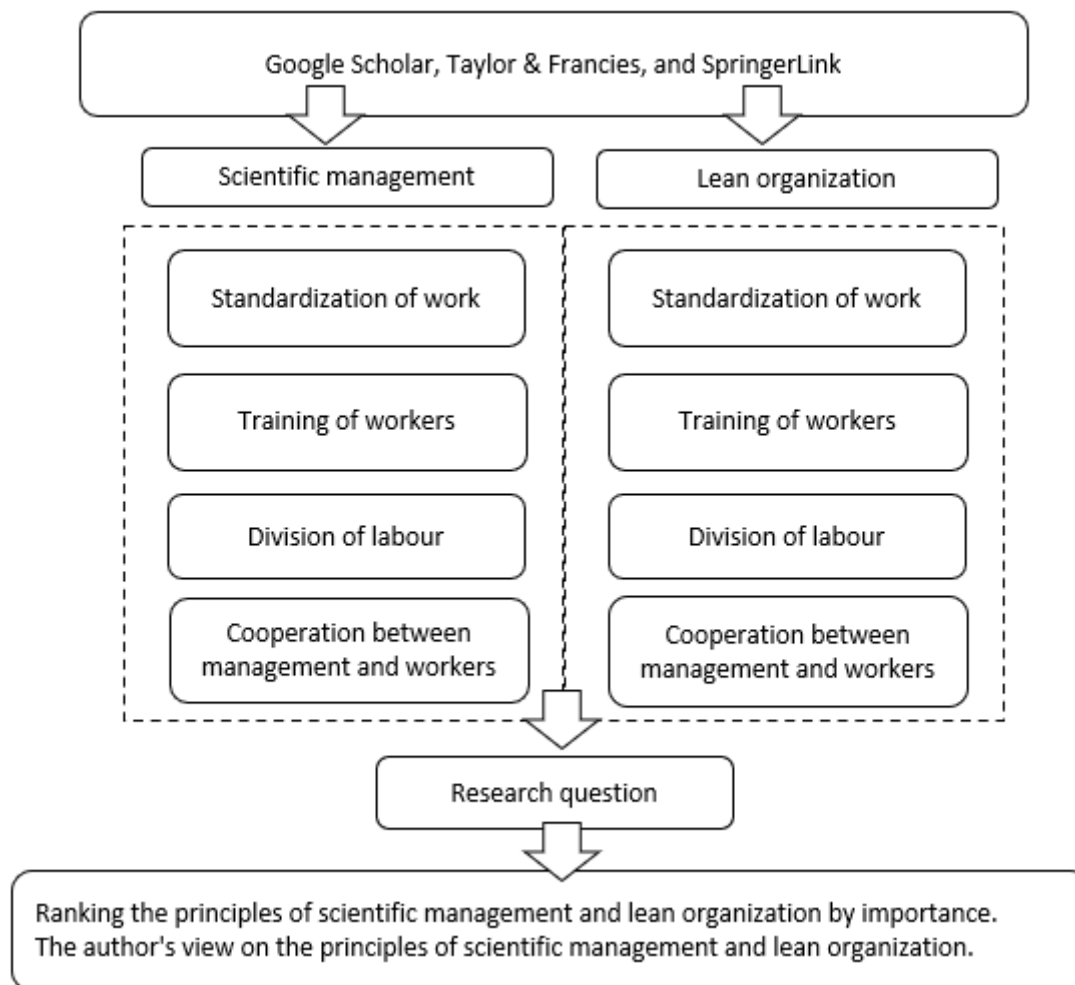 Google Scholar, Taylor & Francies, and SpringerLink
Scientific management
Lean organization
Standardization of work
Standardization of work
Training of workers
Training of workers
Division of labour
Division of labour
Cooperation between
management and workers
Cooperation between
management and workers
Research question
Ranking the principles of scientific management and lean organization by importance.
The author's view on the principles of scientific management and lean organization.